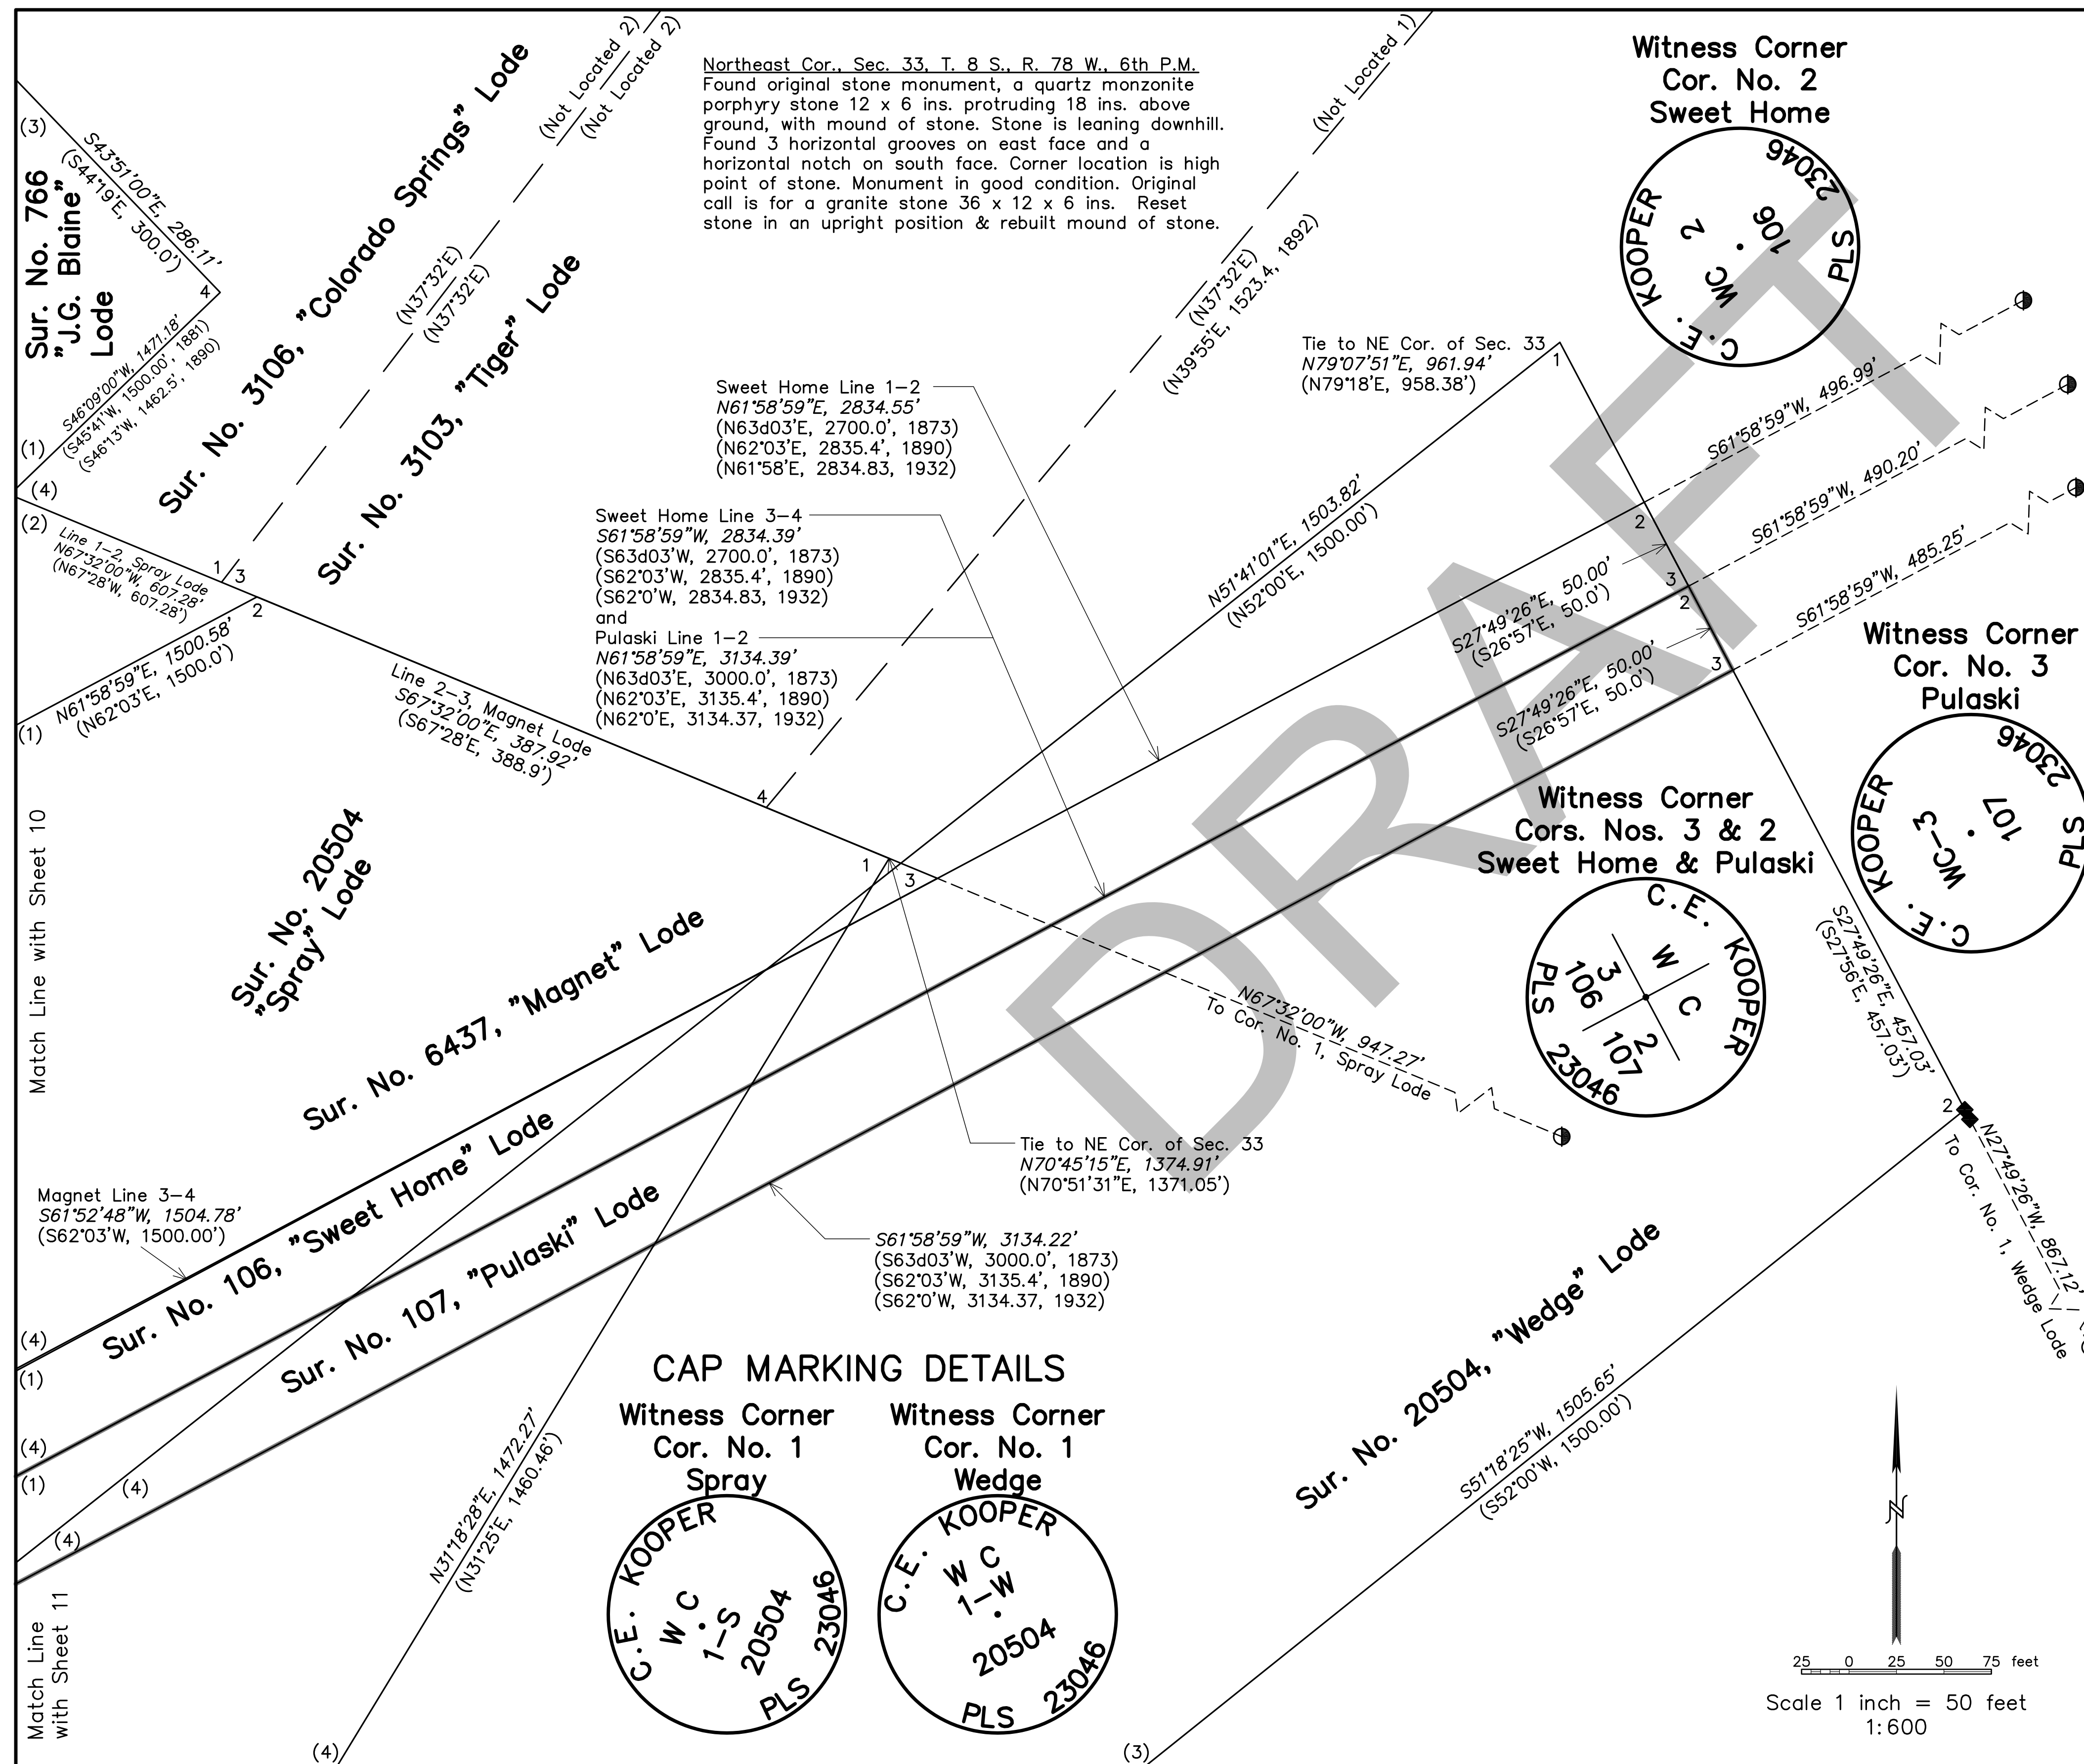 Northeast Cor., Sec. 33, T. 8 S., R. 78 W., 6th P.M.
Found original stone monument, a quartz monzonite
porphyry stone 12 x 6 ins. protruding 18 ins. above
ground, with mound of stone. Stone is leaning downhill.
Found 3 horizontal grooves on east face and a
horizontal notch on south face. Corner location is high
point of stone. Monument in good condition. Original
call is for a granite stone 36 x 12 x 6 ins. Reset
stone in an upright position & rebuilt mound of stone.
(3)
Sur. No. 766
"J.G. Blaine"
Lode
S43°51'00"E, 286.11'
(S44°19'E, 300.0')
4
S46°09'00"W, 1471.18'
(S45°41'W, 1500.00', 1881)
(S46°13'W, 1462.5', 1890)
(1)
(4)
(2)
Sur. No. 3106, "Colorado Springs" Lode
(Not Located 2)
(Not Located 2)
(N37°32'E)
(N37°32'E)
Sur. No. 3103, "Tiger" Lode
(Not Located 1)
(N37°32'E)
(N39°55'E, 1523.4, 1892)
Line 1-2, Spray Lode
N67°32'00"W, 607.28'
(N67°28'W, 607.28')
1
3
2
N61°58'59"E, 1500.58'
(N62°03'E, 1500.0')
(1)
Line 2-3, Magnet Lode
S67°32'00"E, 387.92'
(S67°28'E, 388.9')
4
Sweet Home Line 1-2
N61°58'59"E, 2834.55'
(N63d03'E, 2700.0', 1873)
(N62°03'E, 2835.4', 1890)
(N61°58'E, 2834.83, 1932)
Sweet Home Line 3-4
S61°58'59"W, 2834.39'
(S63d03'W, 2700.0', 1873)
(S62°03'W, 2835.4', 1890)
(S62°0'W, 2834.83, 1932)
and
Pulaski Line 1-2
N61°58'59"E, 3134.39'
(N63d03'E, 3000.0', 1873)
(N62°03'E, 3135.4', 1890)
(N62°0'E, 3134.37, 1932)
Tie to NE Cor. of Sec. 33
N79°07'51"E, 961.94'
(N79°18'E, 958.38')
1
N51°41'01"E, 1503.82'
(N52°00'E, 1500.00')
Witness Corner
Cor. No. 2
Sweet Home
C.E. KOOPER
PLS 23046
WC 2
106
S61°58'59"W, 496.99'
S61°58'59"W, 490.20'
S61°58'59"W, 485.25'
2
3
2
3
S27°49'26"E, 50.00'
(S26°57'E, 50.0')
S27°49'26"E, 50.00'
(S26°57'E, 50.0')
Witness Corner
Cor. No. 3
Pulaski
C.E. KOOPER
PLS 23046
WC-3
107
Witness Corner
Cors. Nos. 3 & 2
Sweet Home & Pulaski
C.E. KOOPER
PLS 23046
W C
3
106
2
107
S27°49'26"E, 457.03'
(S27°56'E, 457.03')
2
N27°49'26"W, 867.12'
To Cor. No. 1, Wedge Lode
DRAFT
1
3
N67°32'00"W, 947.27'
To Cor. No. 1, Spray Lode
Tie to NE Cor. of Sec. 33
N70°45'15"E, 1374.91'
(N70°51'31"E, 1371.05')
Match Line with Sheet 10
Sur. No. 20504
"Spray" Lode
Sur. No. 6437, "Magnet" Lode
Sur. No. 106, "Sweet Home" Lode
Sur. No. 107, "Pulaski" Lode
Magnet Line 3-4
S61°52'48"W, 1504.78'
(S62°03'W, 1500.00')
S61°58'59"W, 3134.22'
(S63d03'W, 3000.0', 1873)
(S62°03'W, 3135.4', 1890)
(S62°0'W, 3134.37, 1932)
(4)
(1)
(4)
(1)
(4)
(4)
Match Line
with Sheet 11
N31°18'28"E, 1472.27'
(N31°25'E, 1460.46')
(4)
CAP MARKING DETAILS
Witness Corner
Cor. No. 1
Spray
C.E. KOOPER
PLS 23046
W C
1-S
20504
Witness Corner
Cor. No. 1
Wedge
C.E. KOOPER
PLS 23046
W C
1-W
20504
Sur. No. 20504, "Wedge" Lode
S51°18'25"W, 1505.65'
(S52°00'W, 1500.00')
(3)
N
25 0 25 50 75 feet
Scale 1 inch = 50 feet
1:600